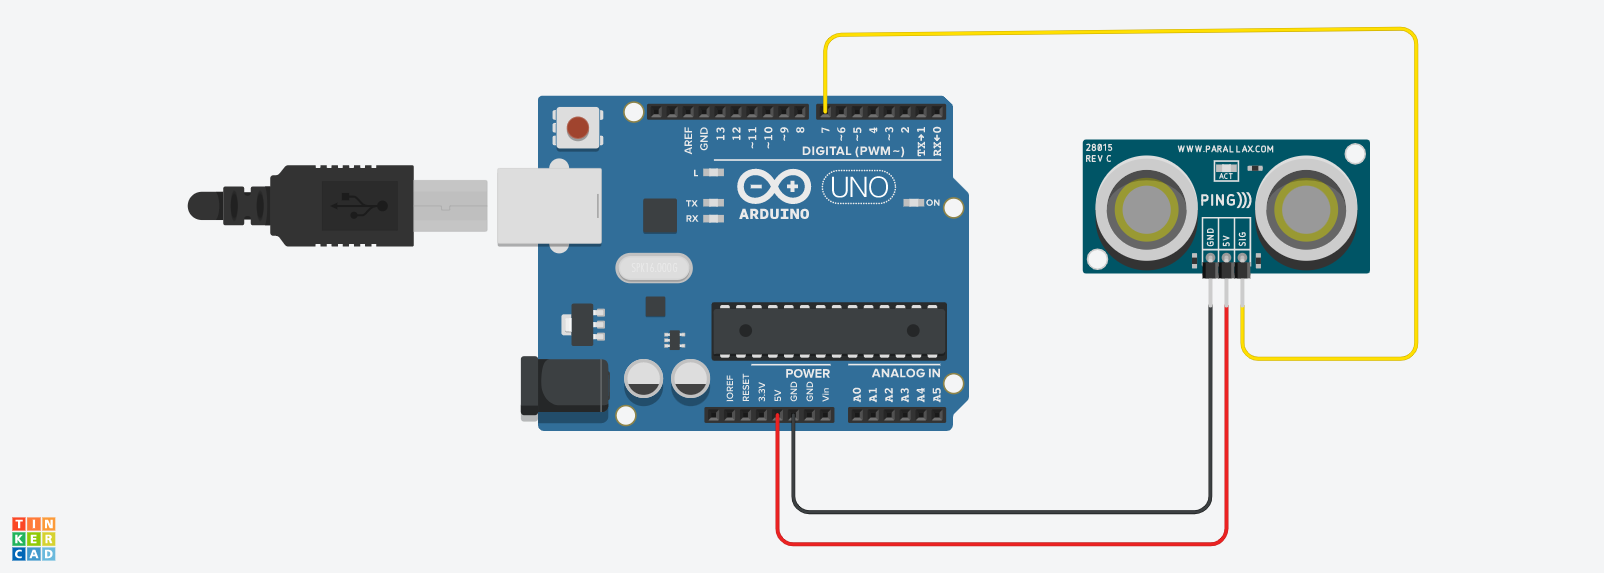 AREF
GND
13
12
~11
~10
~9
8
7
~6
~5
4
~3
2
TX→1
RX←0
DIGITAL (PWM~)
L
TX
RX
ARDUINO
UNO
ON
POWER
ANALOG IN
IOREF
RESET
3.3V
5V
GND
GND
Vin
A0
A1
A2
A3
A4
A5
28015
REV C
WWW.PARALLAX.COM
ACT
PING)))
GND
5V
SIG
TIN
KER
CAD